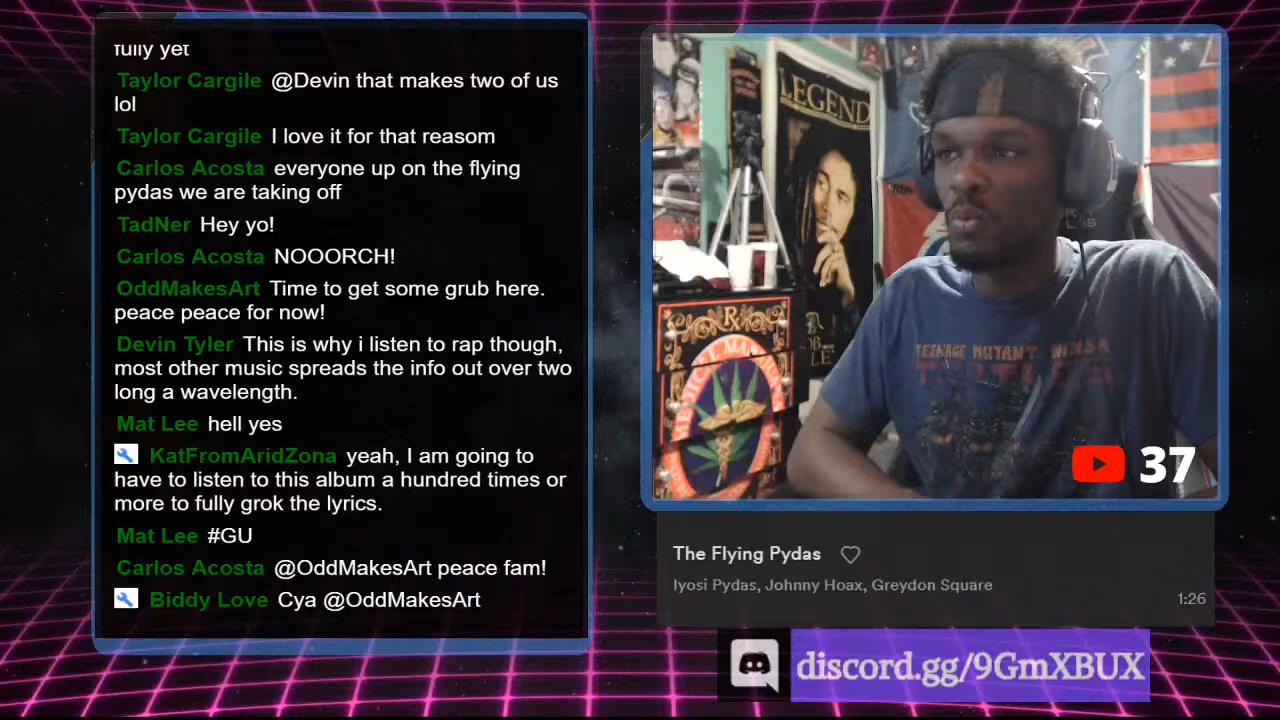 fully yet
Taylor Cargile @Devin that makes two of us
lol
Taylor Cargile I love it for that reasom
Carlos Acosta everyone up on the flying
pydas we are taking off
TadNer Hey yo!
Carlos Acosta NOOORCH!
OddMakesArt Time to get some grub here.
peace peace for now!
Devin Tyler This is why i listen to rap though,
most other music spreads the info out over two
long a wavelength.
Mat Lee hell yes
KatFromAridZona yeah, I am going to
have to listen to this album a hundred times or
more to fully grok the lyrics.
Mat Lee #GU
Carlos Acosta @OddMakesArt peace fam!
Biddy Love Cya @OddMakesArt
LEGEND
TEENAGE MUTANT NINJA
TURTLES
37
The Flying Pydas
Iyosi Pydas, Johnny Hoax, Greydon Square
1:26
discord.gg/9GmXBUX